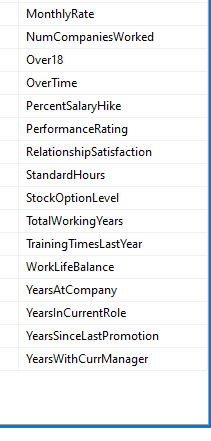 MonthlyRate
NumCompaniesWorked
Over18
OverTime
PercentSalaryHike
PerformanceRating
RelationshipSatisfaction
StandardHours
StockOptionLevel
TotalWorkingYears
TrainingTimesLastYear
WorkLifeBalance
YearsAtCompany
YearsInCurrentRole
YearsSinceLastPromotion
YearsWithCurrManager